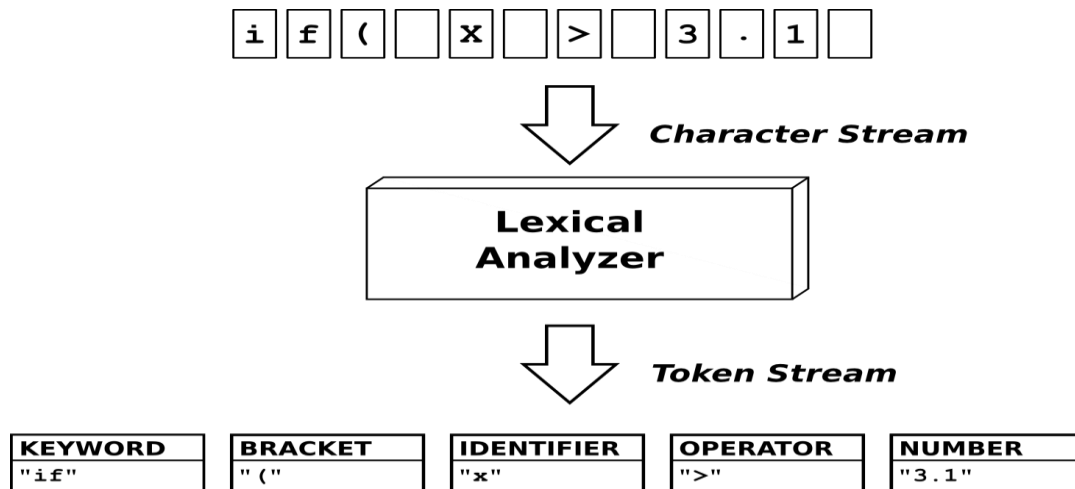 i f ( x > 3 . 1
Character Stream
Lexical
Analyzer
Token Stream
KEYWORD BRACKET IDENTIFIER OPERATOR NUMBER
"if" "(" "x" ">" "3.1"